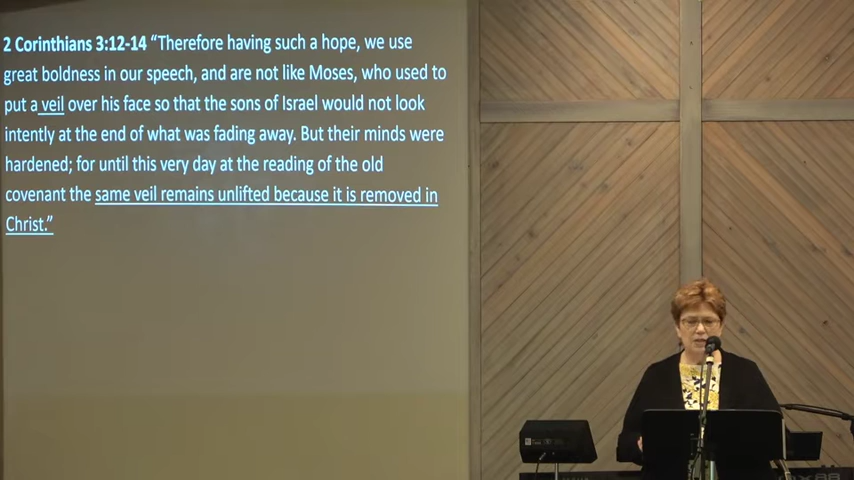 2 Corinthians 3:12-14 “Therefore having such a hope, we use
great boldness in our speech, and are not like Moses, who used to
put a veil over his face so that the sons of Israel would not look
intently at the end of what was fading away. But their minds were
hardened; for until this very day at the reading of the old
covenant the same veil remains unlifted because it is removed in
Christ.”